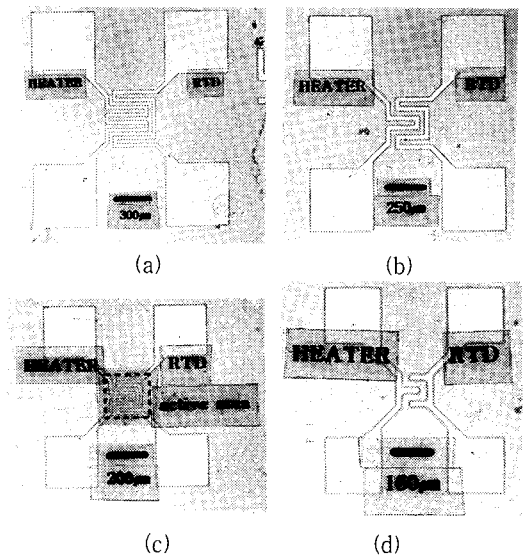 HEATER RTD
300μm
(a)
HEATER RTD
250μm
(b)
HEATER RTD
active area
200μm
(c)
HEATER RTD
100μm
(d)